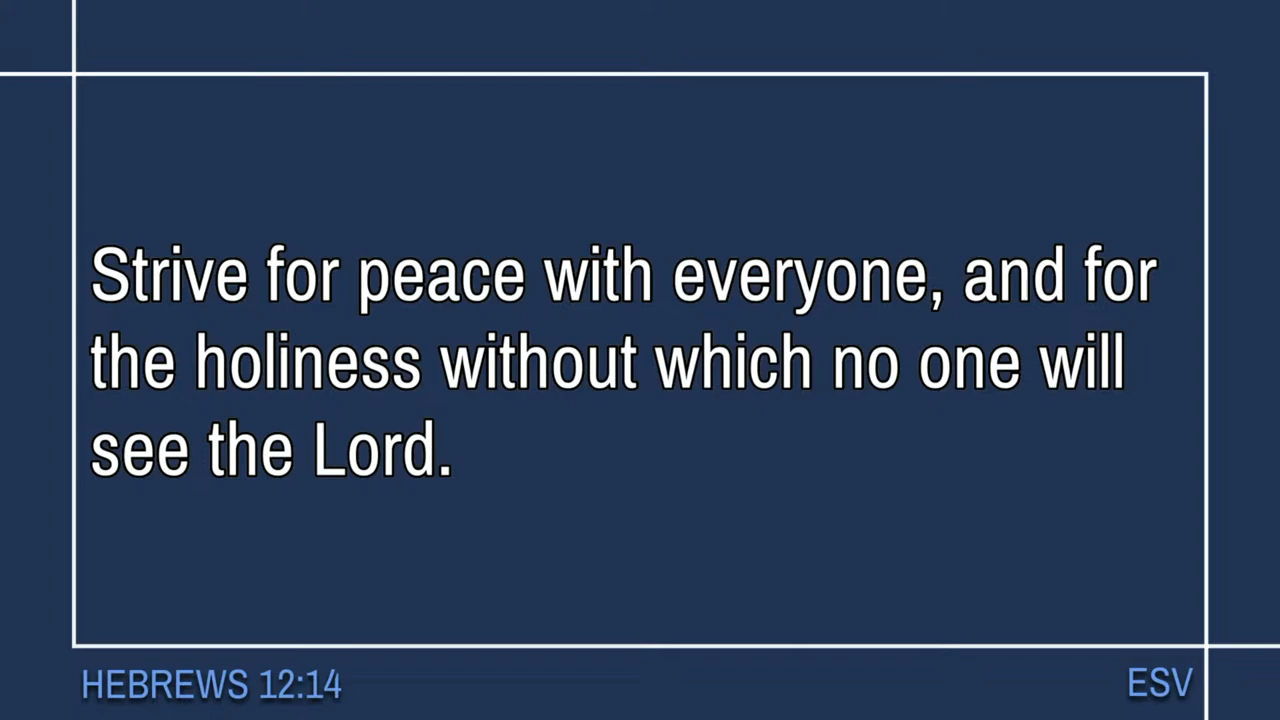 Strive for peace with everyone, and for
the holiness without which no one will
see the Lord.
HEBREWS 12:14
ESV